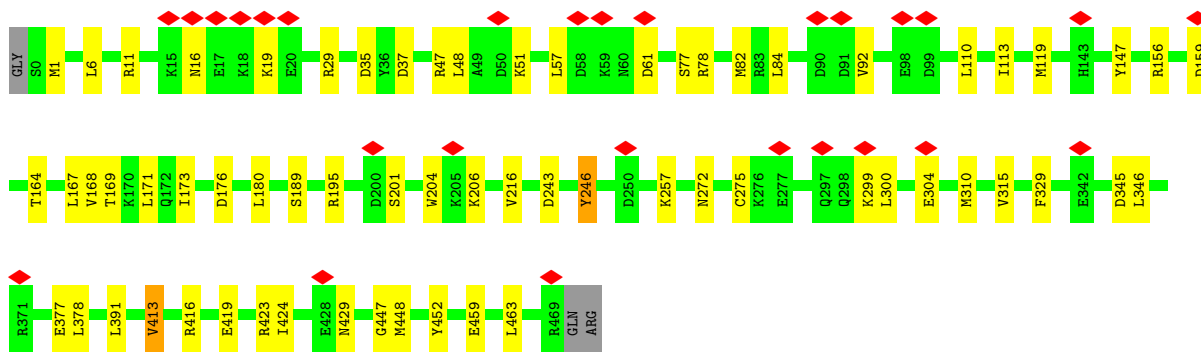 GLY S0 M1 L6 R11 K15 N16 E17 K18 K19 E20 R29 D35 Y36 D37 R47 L48 A49 D50 K51 L57 D58 K59 N60 D61 S77 R78 M82 R83 L84 D90 D91 V92 E98 D99 L110 I113 M119 H143 Y147 R156 D159
T164 L167 V168 T169 K170 L171 Q172 I173 D176 L180 S189 R195 D200 S201 W204 K205 K206 V216 D243 Y246 D250 K257 N272 C275 K276 E277 Q297 Q298 K299 L300 E304 M310 V315 F329 E342 D345 L346
R371 E377 L378 L391 V413 R416 E419 R423 I424 E428 N429 G447 M448 Y452 E459 L463 R469 GLN ARG